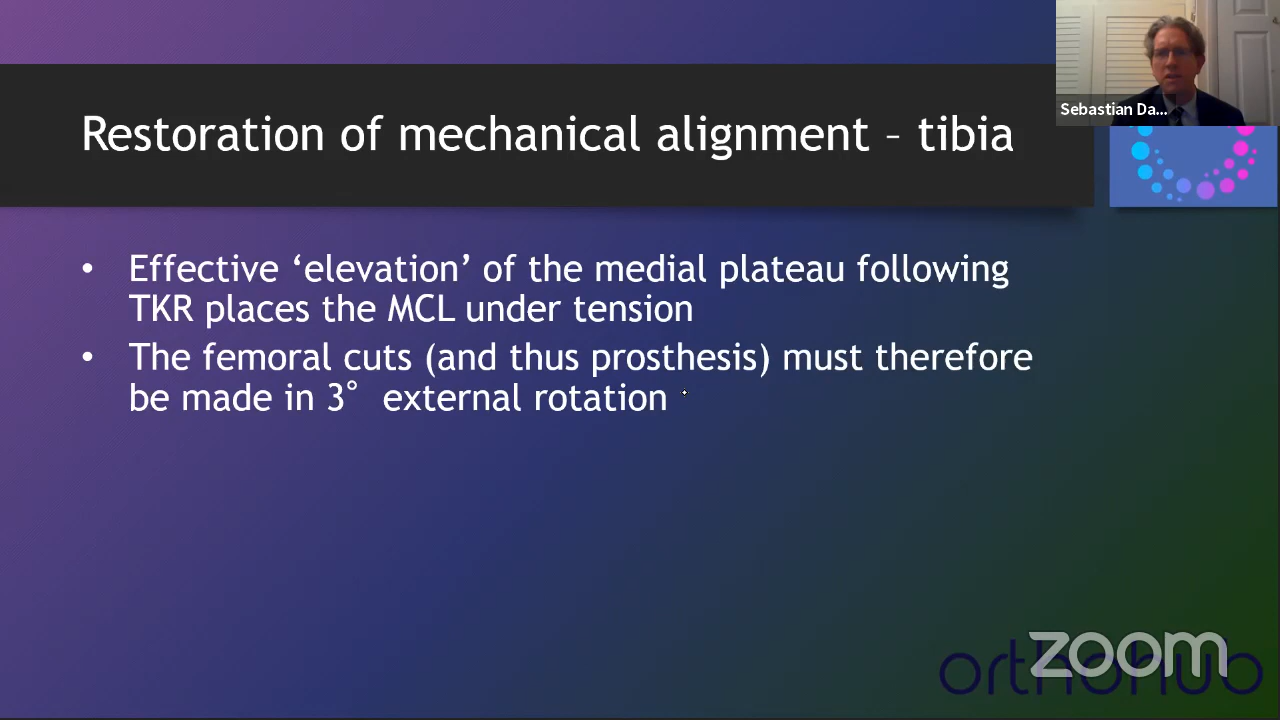 Sebastian Da...
Restoration of mechanical alignment – tibia
• Effective ‘elevation’ of the medial plateau following
TKR places the MCL under tension
• The femoral cuts (and thus prosthesis) must therefore
be made in 3° external rotation
zoom
orthohub